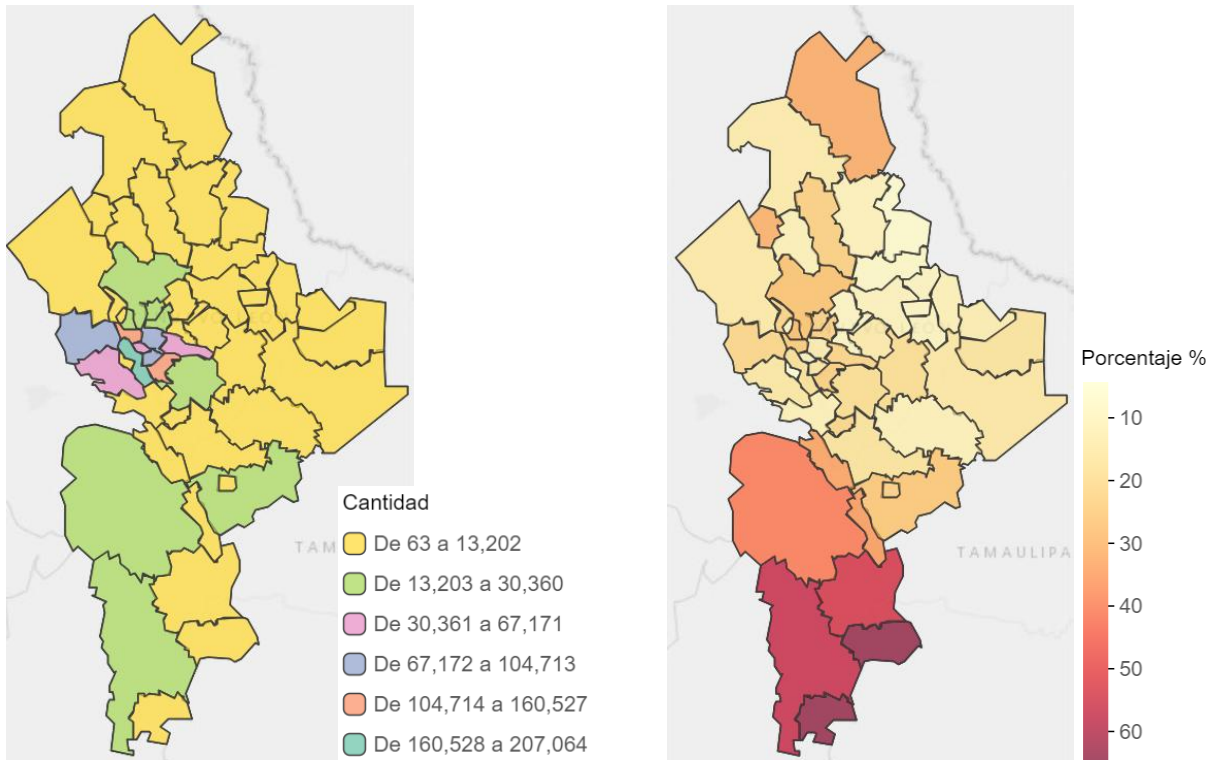 Cantidad
De 63 a 13,202
De 13,203 a 30,360
De 30,361 a 67,171
De 67,172 a 104,713
De 104,714 a 160,527
De 160,528 a 207,064
TAM
TAMAULIPA
Porcentaje %
10
20
30
40
50
60